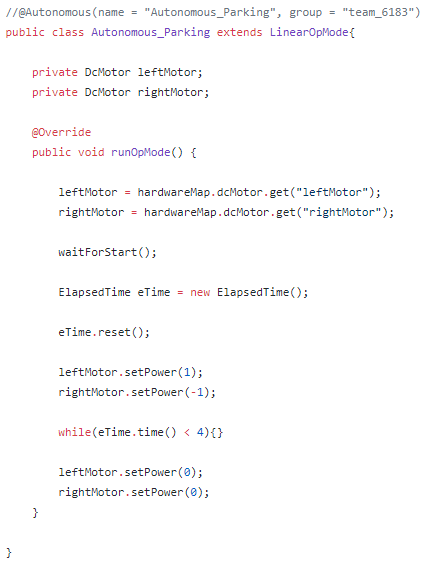 //@Autonomous(name = "Autonomous_Parking", group = "team_6183")
public class Autonomous_Parking extends LinearOpMode{
private DcMotor leftMotor;
private DcMotor rightMotor;
@Override
public void runOpMode() {
leftMotor = hardwareMap.dcMotor.get("leftMotor");
rightMotor = hardwareMap.dcMotor.get("rightMotor");
waitForStart();
ElapsedTime eTime = new ElapsedTime();
eTime.reset();
leftMotor.setPower(1);
rightMotor.setPower(-1);
while(eTime.time() < 4){}
leftMotor.setPower(0);
rightMotor.setPower(0);
}
}